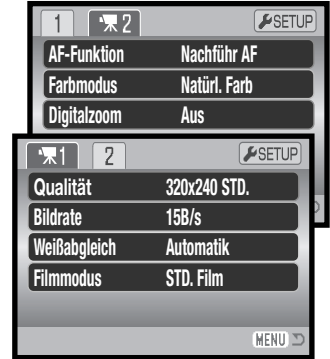 1 2 SETUP
AF-Funktion Nachführ AF
Farbmodus Natürl. Farb
Digitalzoom Aus
1 2 SETUP
Qualität 320x240 STD.
Bildrate 15B/s
Weißabgleich Automatik
Filmmodus STD. Film
MENU